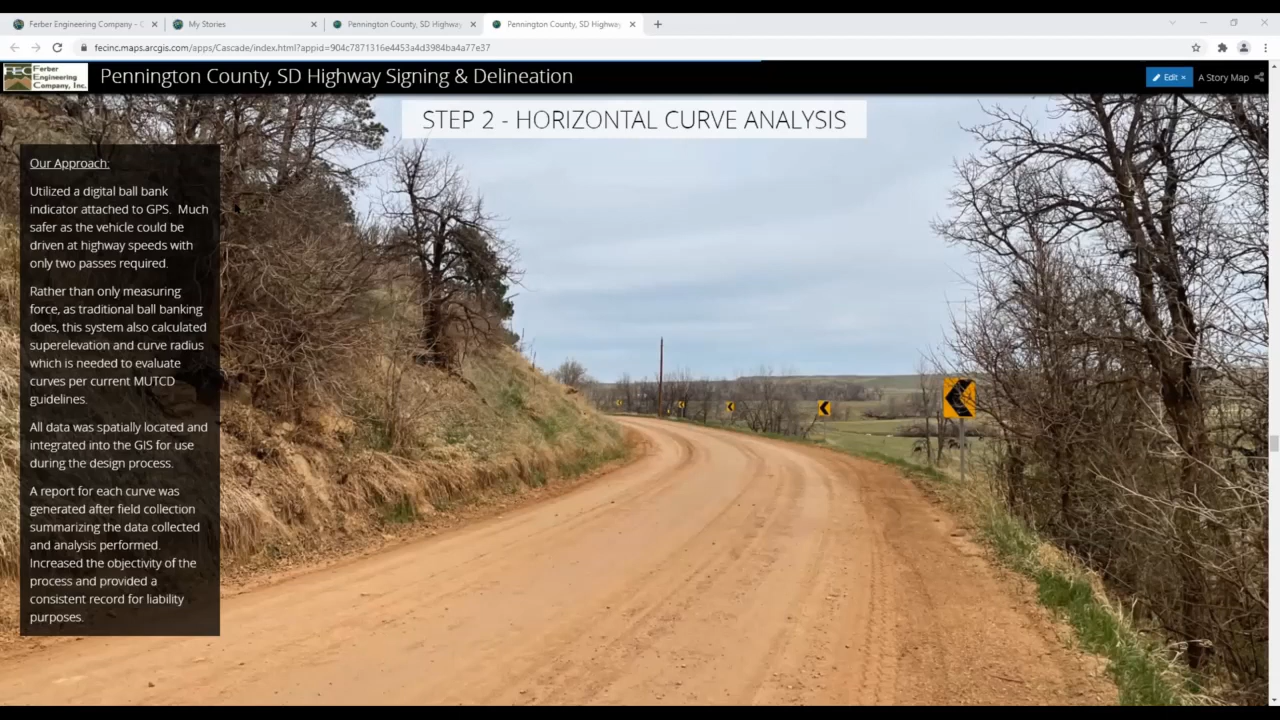 Ferber Engineering Company - 
My Stories
Pennington County, SD Highway
Pennington County, SD Highway
fecinc.maps.arcgis.com/apps/Cascade/index.html?appid=904c7871316e4453a4d3984ba4a77e37
FEC Ferber Engineering Company, Inc.
Pennington County, SD Highway Signing & Delineation
Edit ×
A Story Map
STEP 2 - HORIZONTAL CURVE ANALYSIS
Our Approach:
Utilized a digital ball bank
indicator attached to GPS. Much
safer as the vehicle could be
driven at highway speeds with
only two passes required.
Rather than only measuring
force, as traditional ball banking
does, this system also calculated
superelevation and curve radius
which is needed to evaluate
curves per current MUTCD
guidelines.
All data was spatially located and
integrated into the GIS for use
during the design process.
A report for each curve was
generated after field collection
summarizing the data collected
and analysis performed.
Increased the objectivity of the
process and provided a
consistent record for liability
purposes.